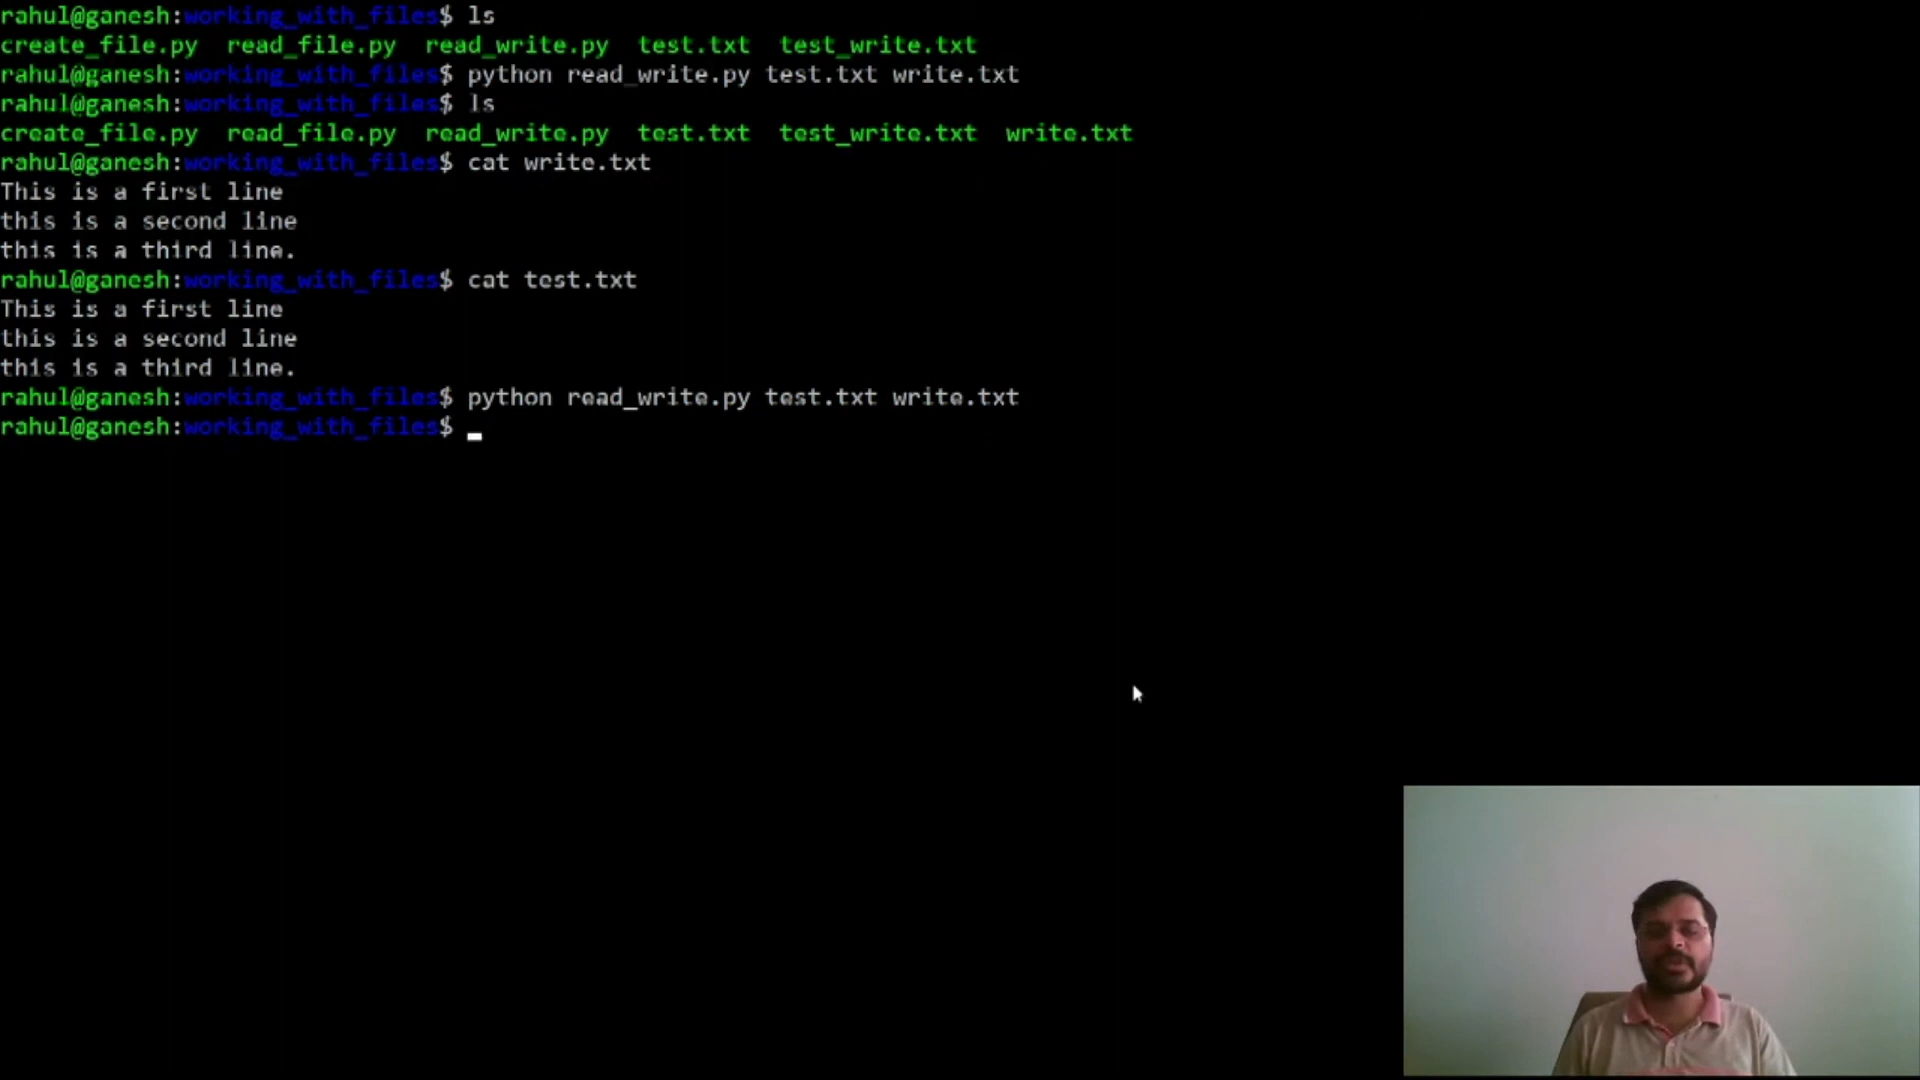 rahul@ganesh:working_with_files$ ls
create_file.py read_file.py read_write.py test.txt test_write.txt
rahul@ganesh:working_with_files$ python read_write.py test.txt write.txt
rahul@ganesh:working_with_files$ ls
create_file.py read_file.py read_write.py test.txt test_write.txt write.txt
rahul@ganesh:working_with_files$ cat write.txt
This is a first line
this is a second line
this is a third line.
rahul@ganesh:working_with_files$ cat test.txt
This is a first line
this is a second line
this is a third line.
rahul@ganesh:working_with_files$ python read_write.py test.txt write.txt
rahul@ganesh:working_with_files$